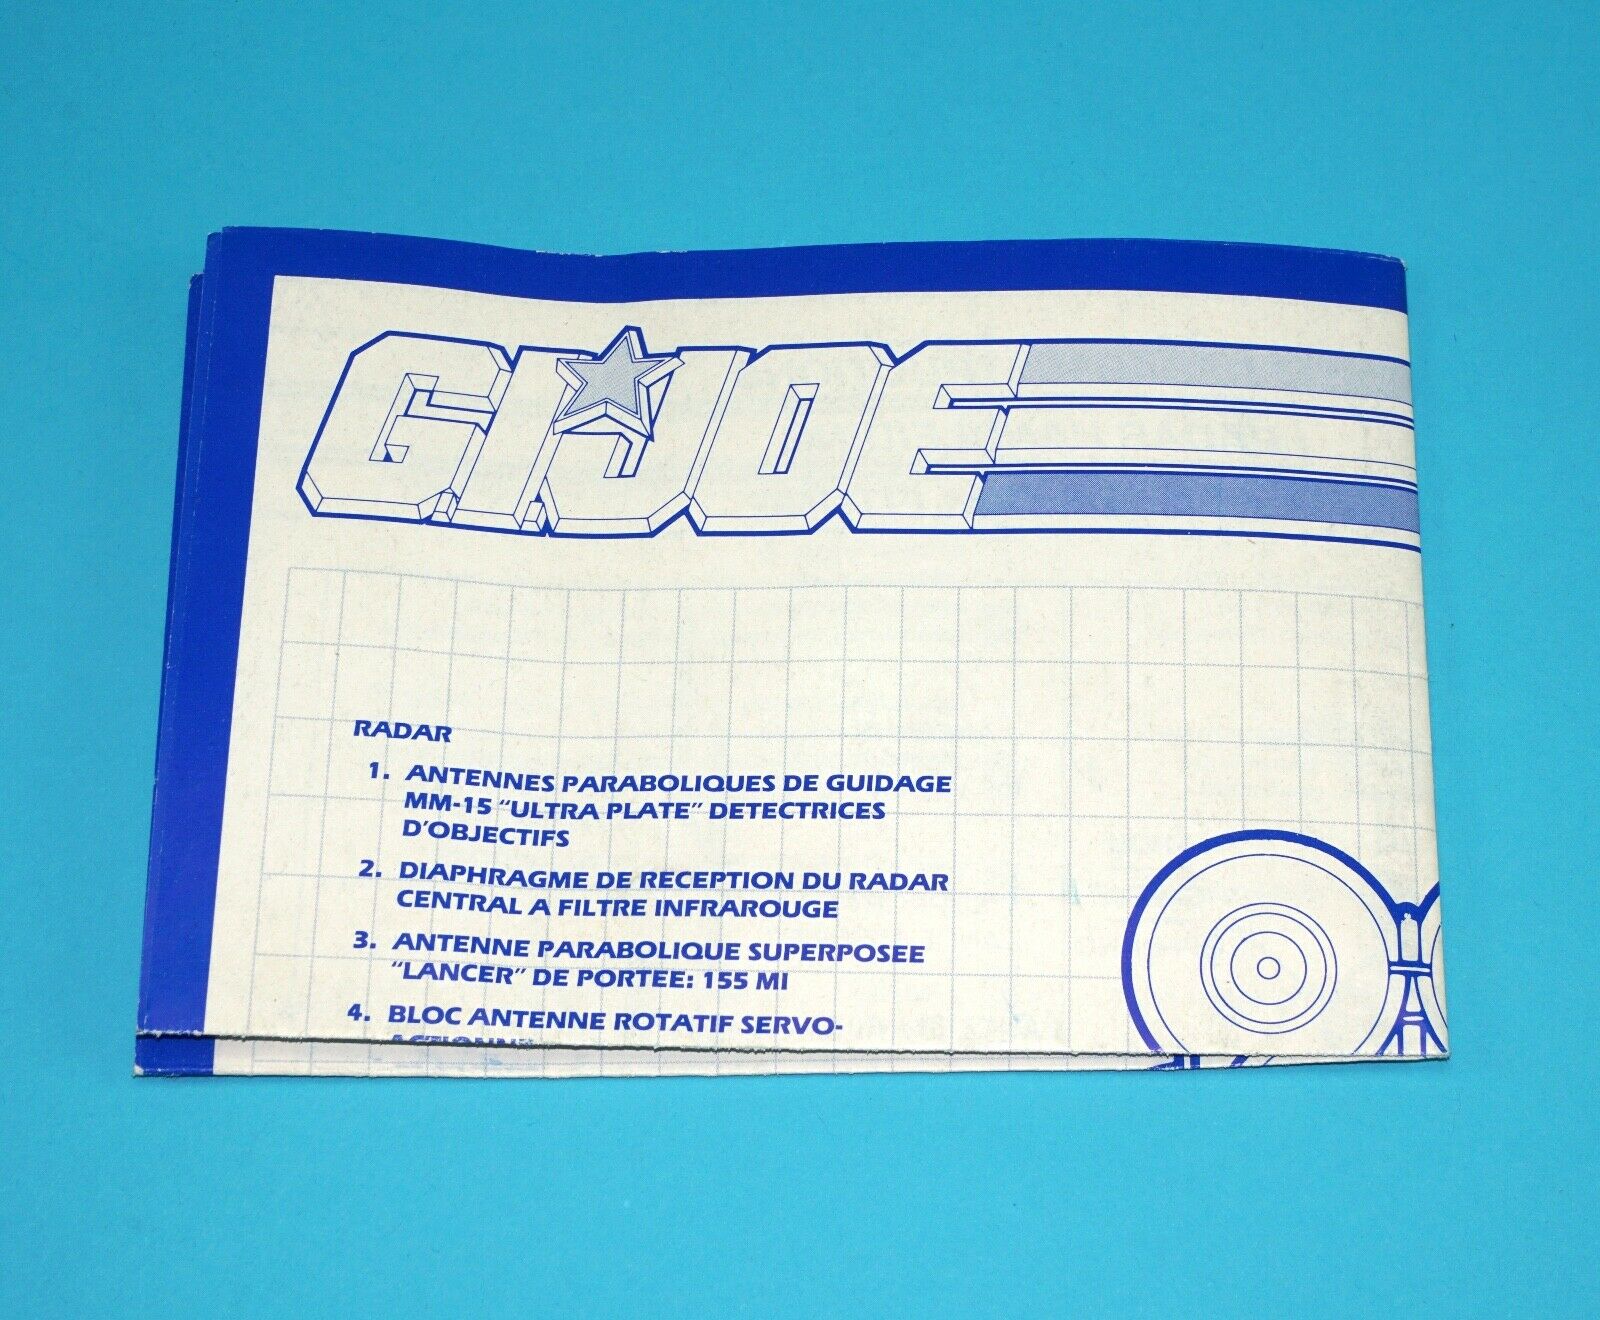 G.I.JOE
RADAR
1. ANTENNES PARABOLIQUES DE GUIDAGE
MM-15 "ULTRA PLATE" DETECTRICES
D'OBJECTIFS
2. DIAPHRAGME DE RECEPTION DU RADAR
CENTRAL A FILTRE INFRAROUGE
3. ANTENNE PARABOLIQUE SUPERPOSEE
"LANCER" DE PORTEE: 155 MI
4. BLOC ANTENNE ROTATIF SERVO-